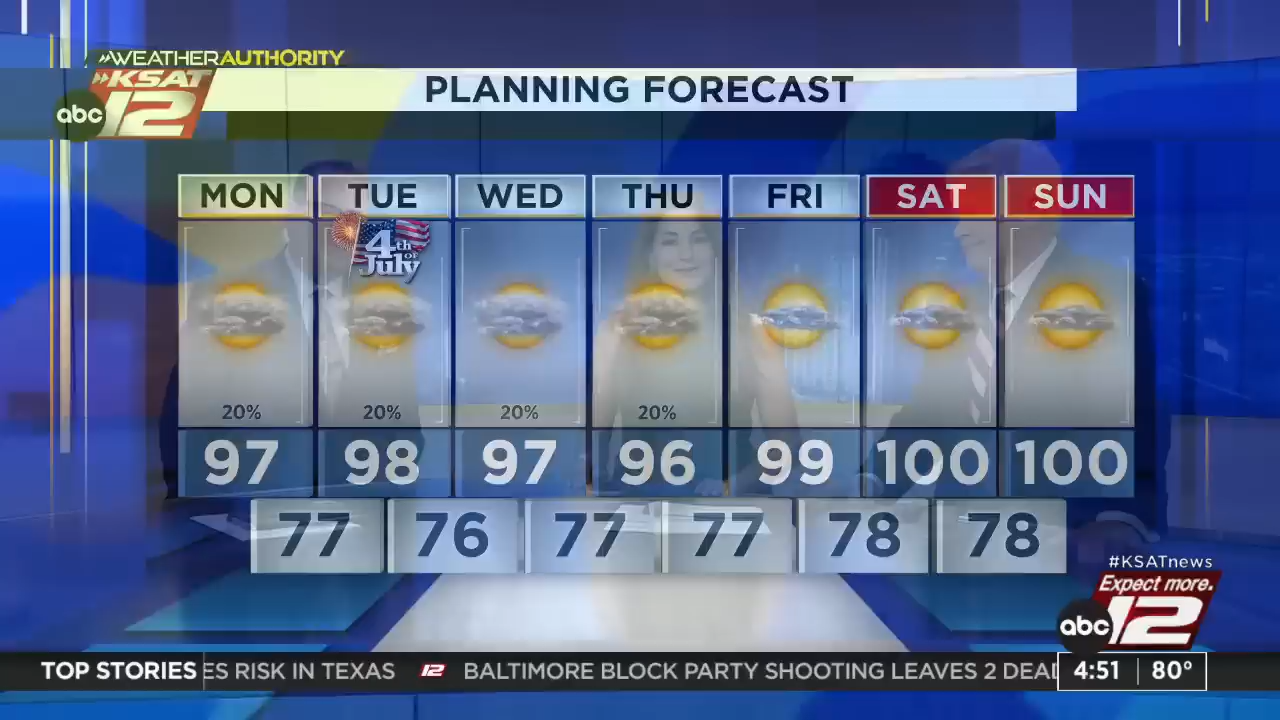 WEATHERAUTHORITY
KSAT
abc 12
PLANNING FORECAST
MON TUE WED THU FRI SAT SUN
4th of July
20% 20% 20% 20%
97 98 97 96 99 100 100
77 76 77 77 78 78
#KSATnews
Expect more.
abc 12
TOP STORIES ES RISK IN TEXAS 12 BALTIMORE BLOCK PARTY SHOOTING LEAVES 2 DEAD 4:51 80°